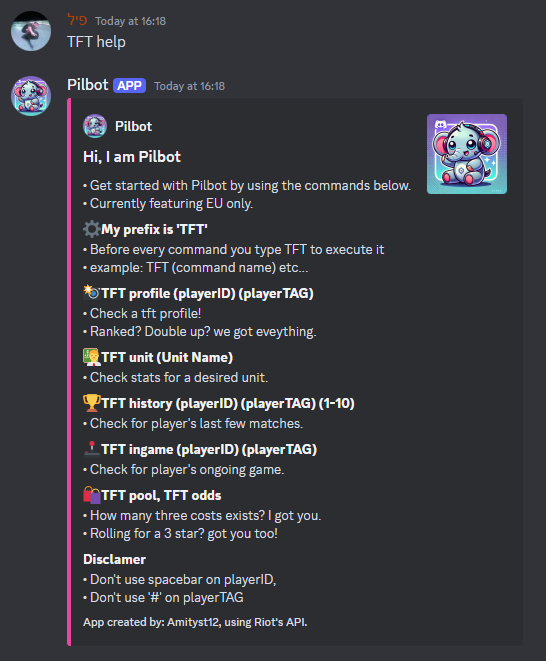 פיל Today at 16:18
TFT help
Pilbot APP Today at 16:18
Pilbot
Hi, I am Pilbot
• Get started with Pilbot by using the commands below.
• Currently featuring EU only.
My prefix is 'TFT'
• Before every command you type TFT to execute it
• example: TFT (command name) etc...
TFT profile (playerID) (playerTAG)
• Check a tft profile!
• Ranked? Double up? we got eveything.
TFT unit (Unit Name)
• Check stats for a desired unit.
TFT history (playerID) (playerTAG) (1-10)
• Check for player's last few matches.
TFT ingame (playerID) (playerTAG)
• Check for player's ongoing game.
TFT pool, TFT odds
• How many three costs exists? I got you.
• Rolling for a 3 star? got you too!
Disclamer
• Don't use spacebar on playerID,
• Don't use '#' on playerTAG
App created by: Amityst12, using Riot's API.